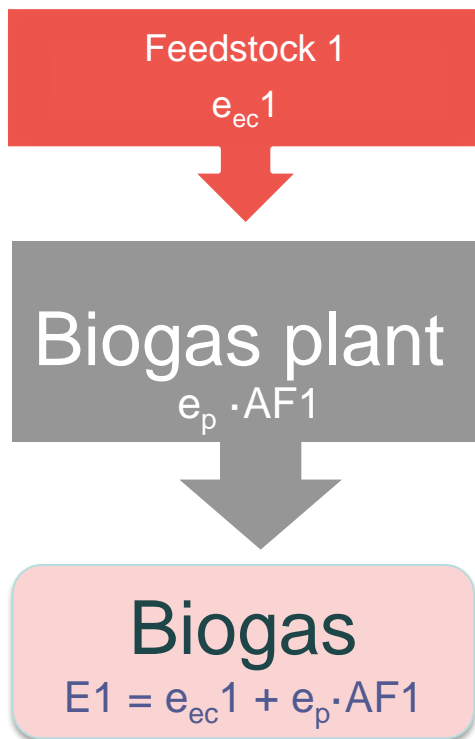 Feedstock 1
eec1
Biogas plant
ep ·AF1
Biogas
E1 = eec1 + ep·AF1